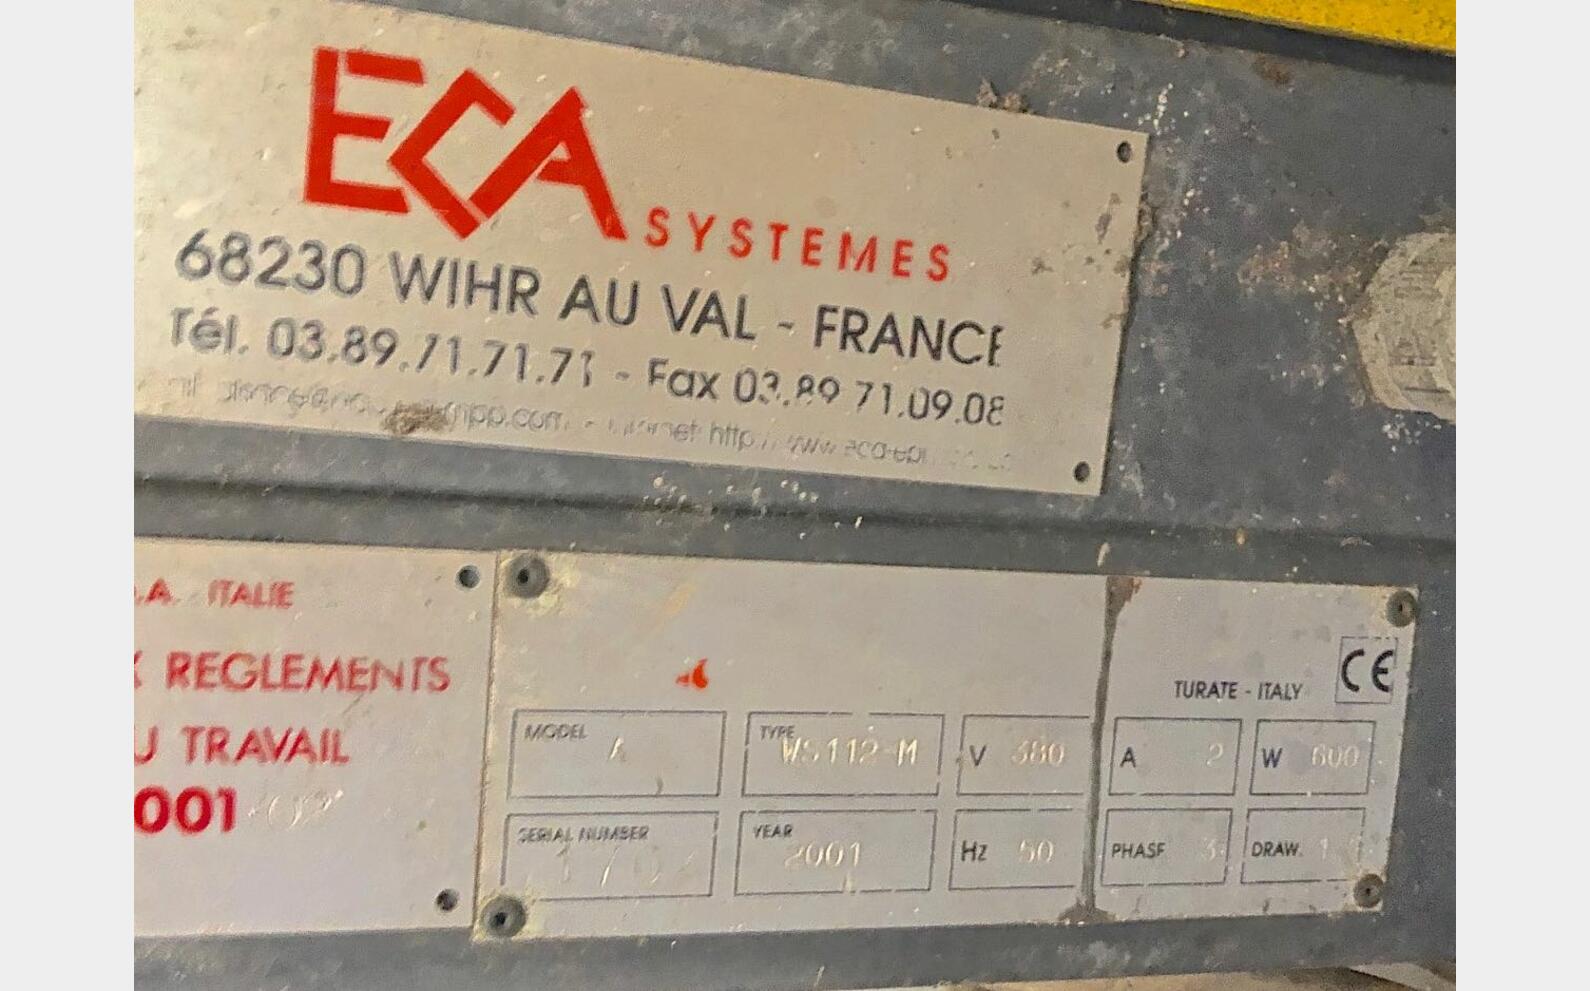 ECA SYSTEMES
68230 WIHR AU VAL - FRANCE
Tél. 03.89.71.71.71 - Fax 03.89 71.09.08
.A. ITALIE
REGLEMENTS
U TRAVAIL
001
TURATE - ITALY CE
MODEL A TYPE WS112-M V 380 A 2 W 600
SERIAL NUMBER YEAR 2001 Hz 50 PHASE 3 DRAW.